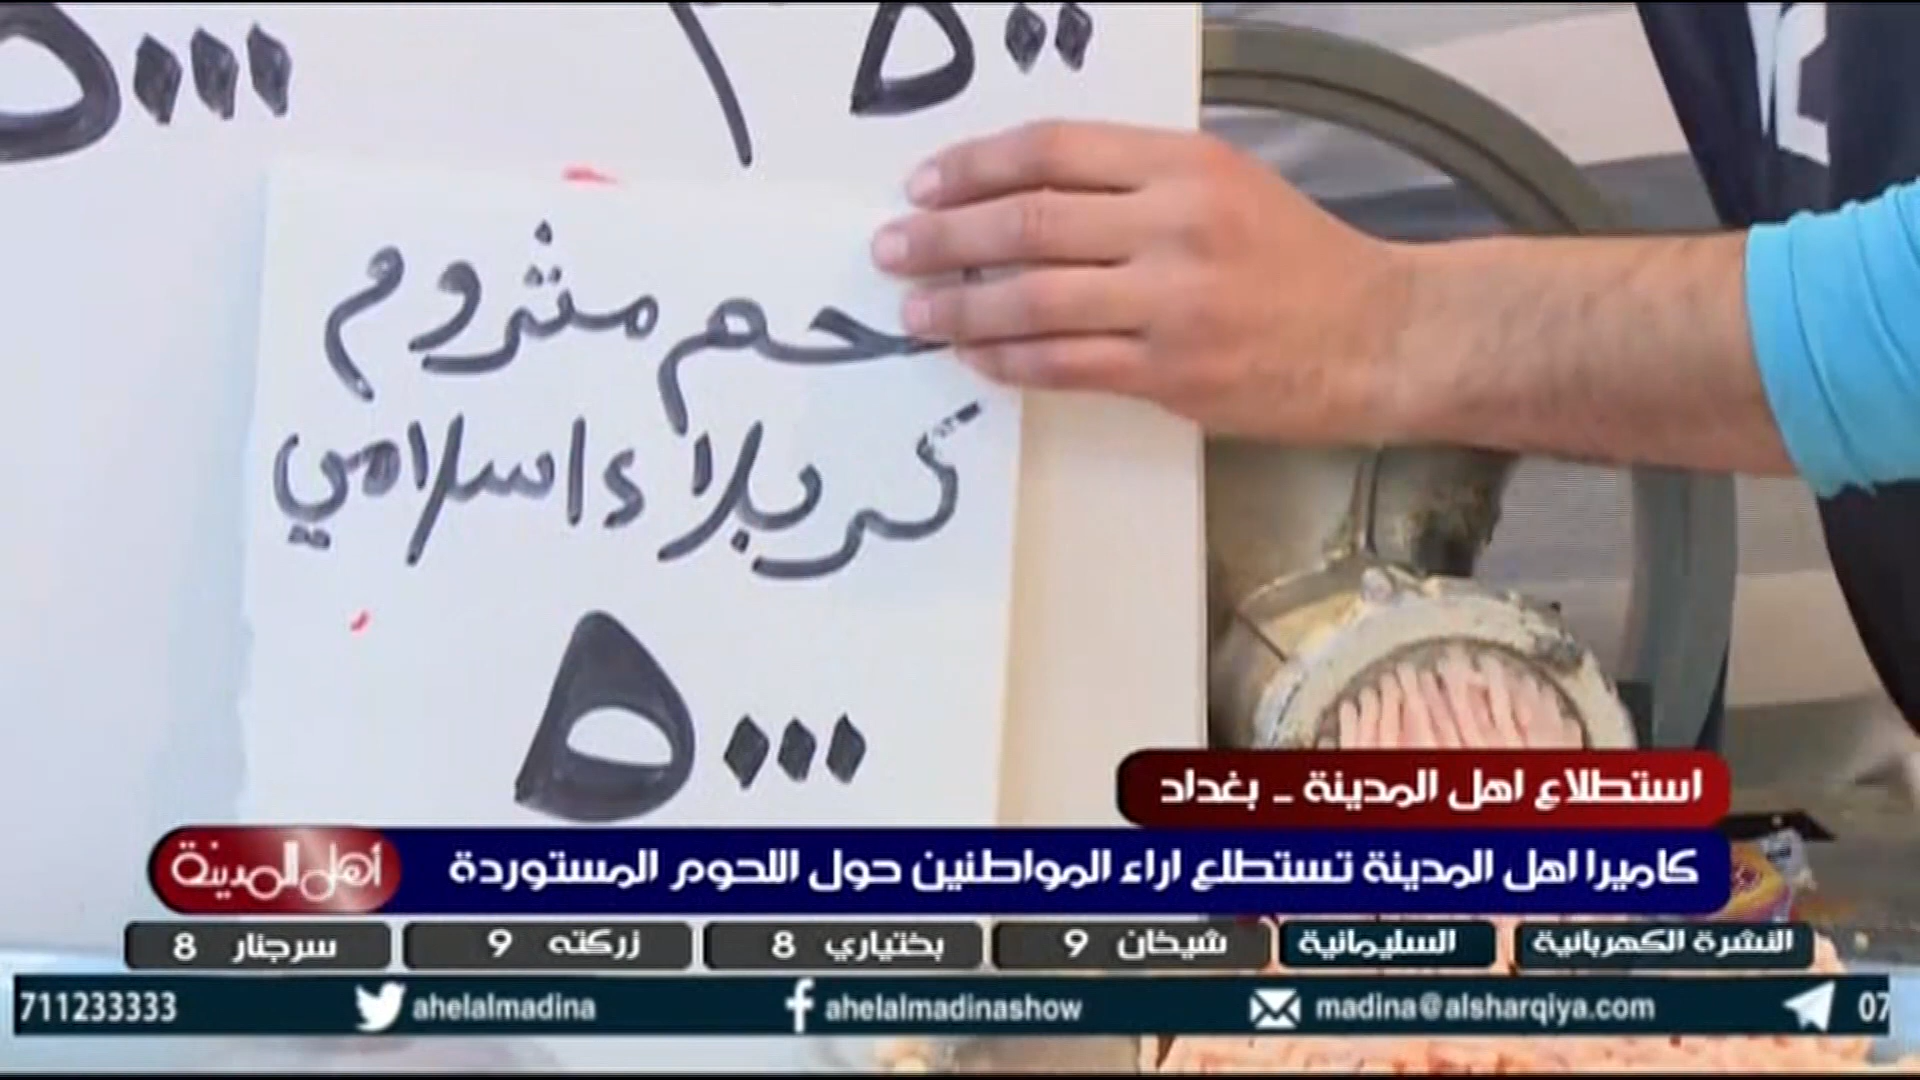 ٥٠٠٠
٣٥٠٠
لحم مثروم
كربلاء اسلامي
٥٠٠٠
استطلاع اهل المدينة - بغداد
كاميرا اهل المدينة تستطلع اراء المواطنين حول اللحوم المستوردة
أهل المدينة
النشرة الكهربائية السليمانية شيخان 9 بختياري 8 زركته 9 سرجنار 8
711233333 ahelalmadina ahelalmadinashow madina@alsharqiya.com 07